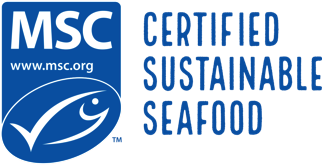 MSC
www.msc.org
TM
CERTIFIED
SUSTAINABLE
SEAFOOD